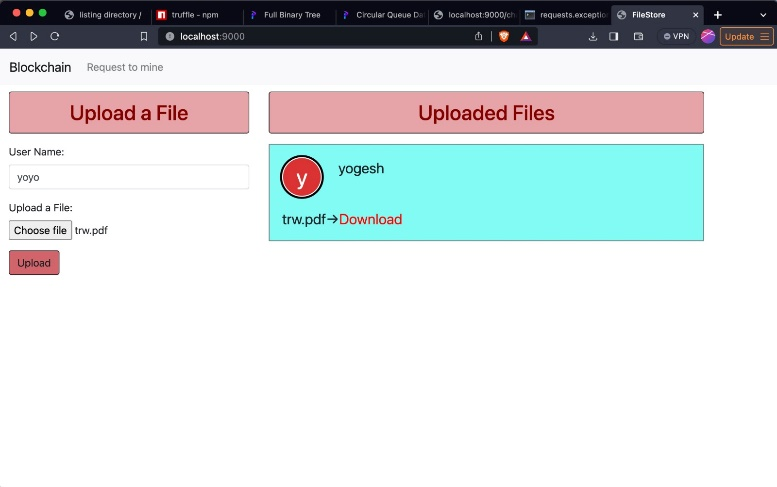 listing directory /
truffle - npm
Full Binary Tree
Circular Queue Da
localhost:9000/ch
requests.exception
FileStore
localhost:9000
VPN
Update
Blockchain
Request to mine
Upload a File
Uploaded Files
User Name:
yoyo
y
yogesh
Upload a File:
Choose file trw.pdf
trw.pdf→Download
Upload